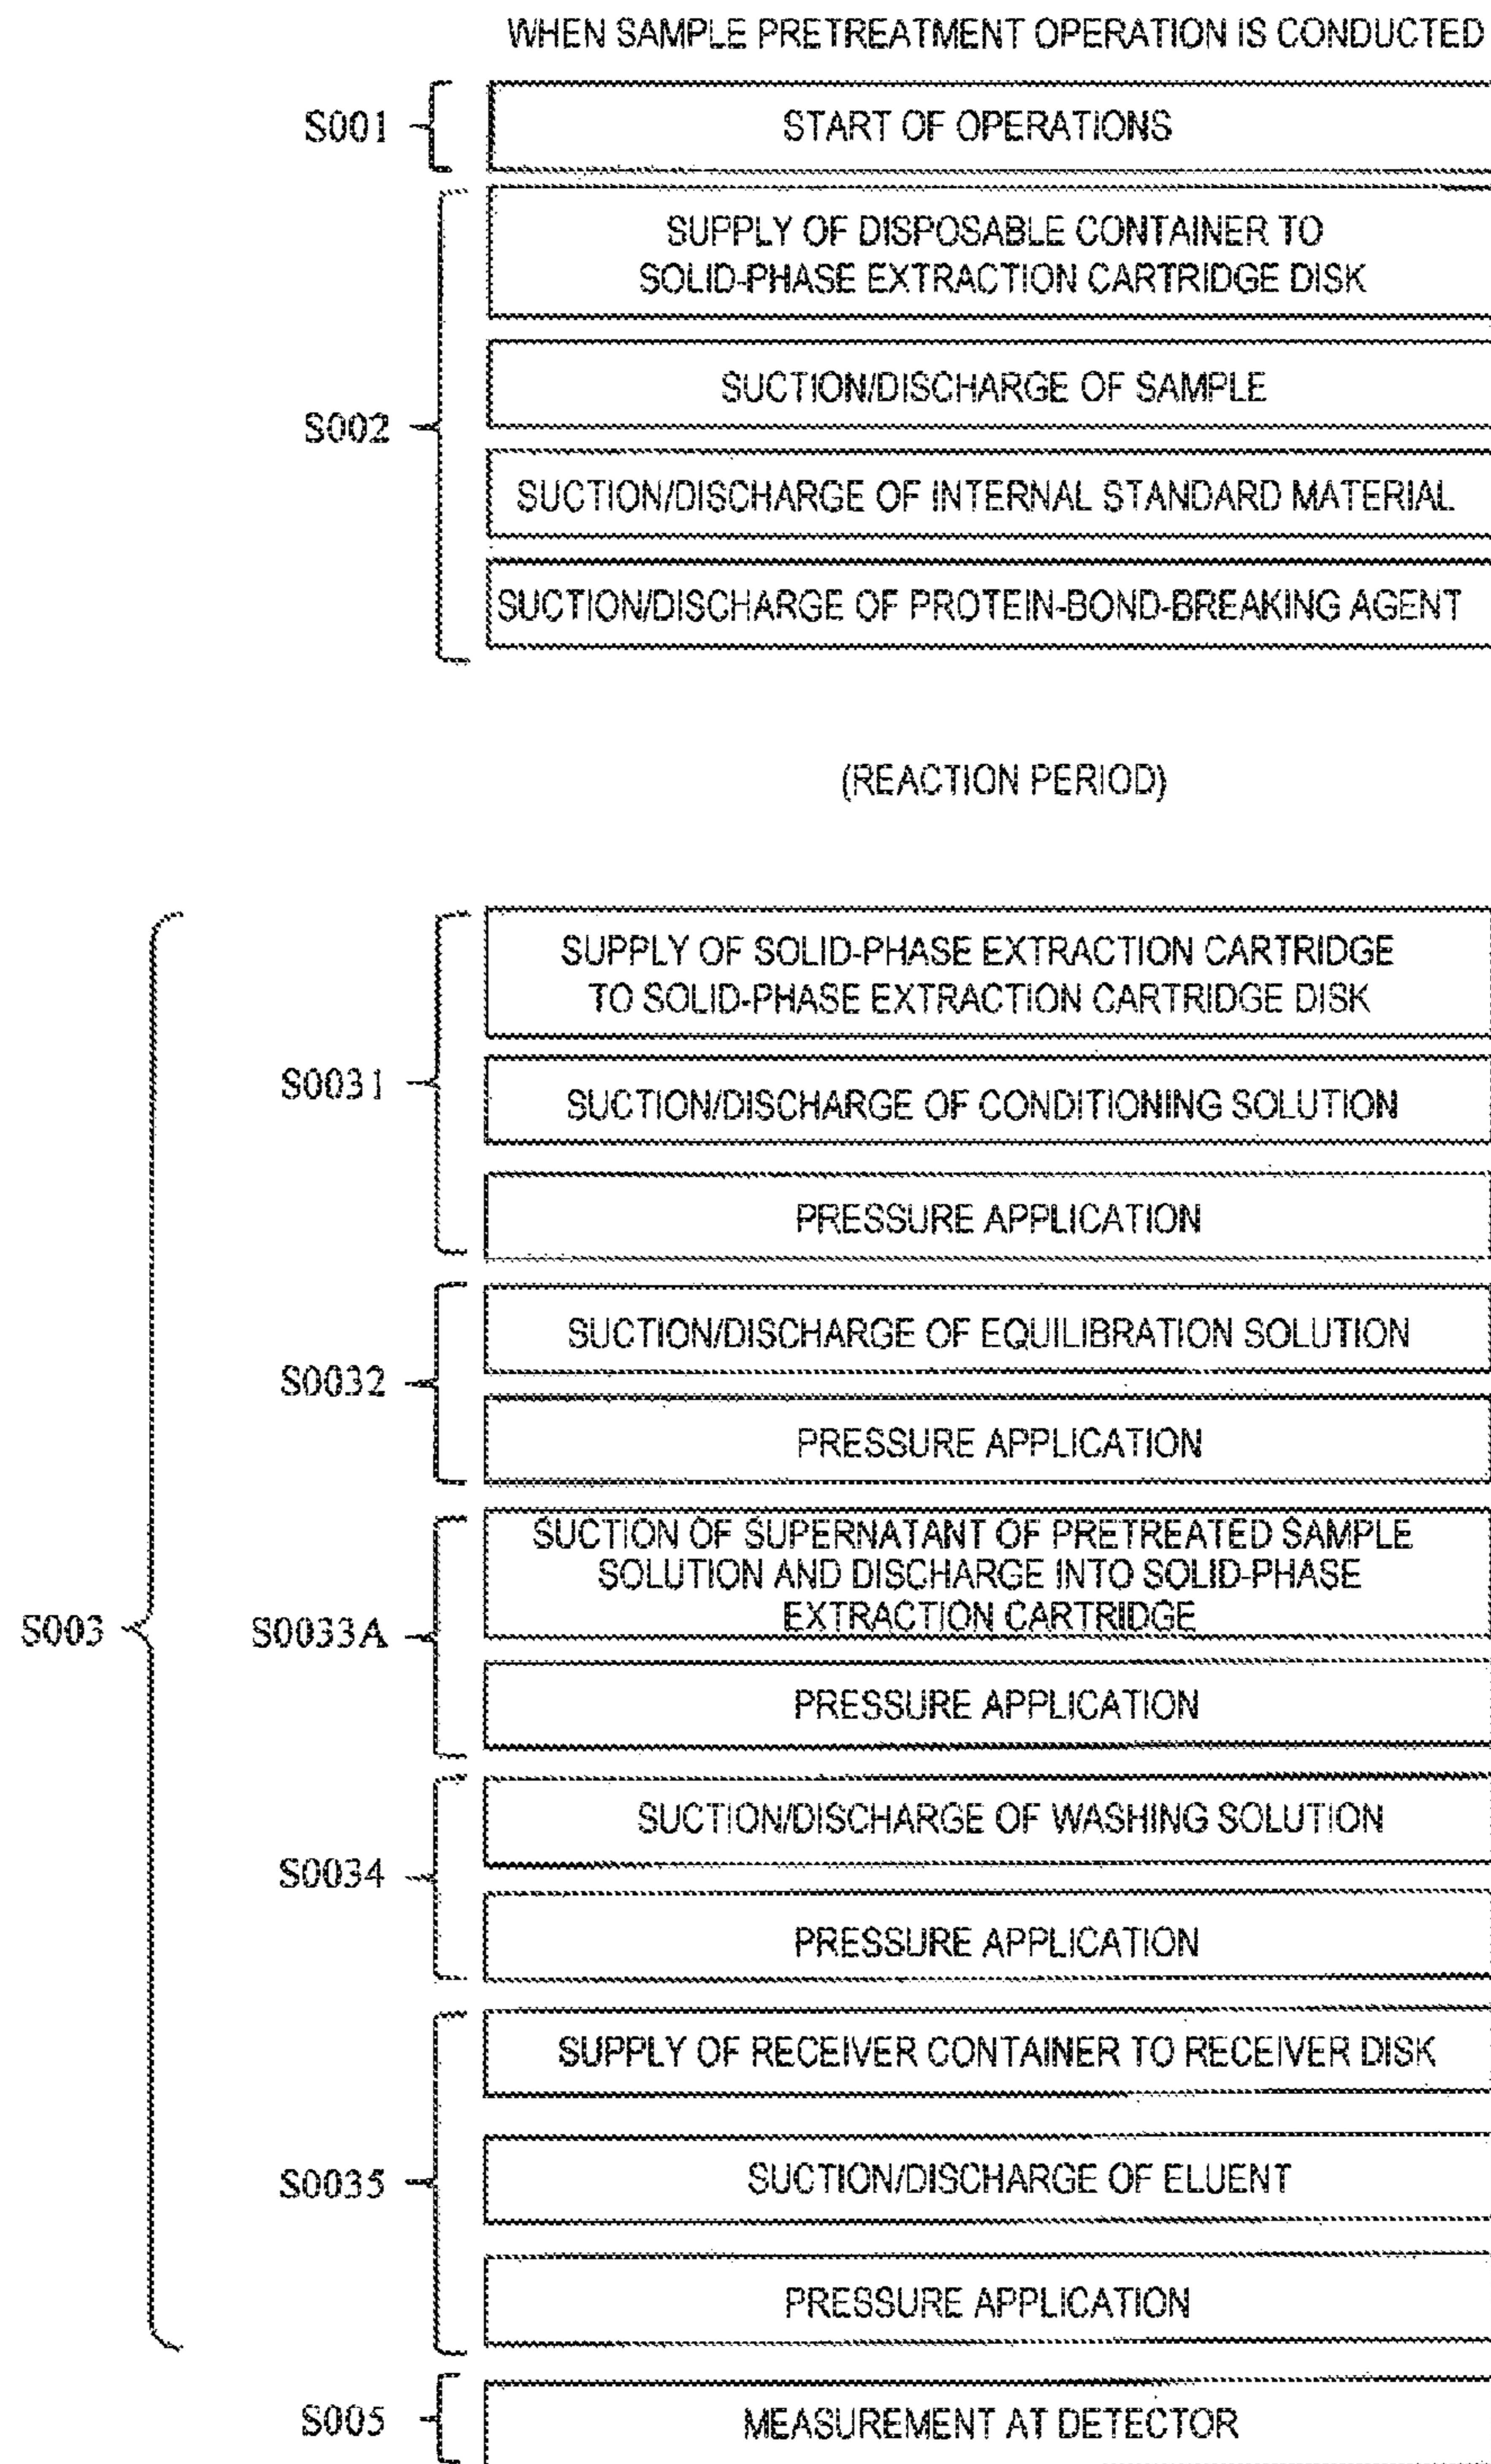 WHEN SAMPLE PRETREATMENT OPERATION IS CONDUCTED
S001
START OF OPERATIONS
S002
SUPPLY OF DISPOSABLE CONTAINER TO
SOLID-PHASE EXTRACTION CARTRIDGE DISK
SUCTION/DISCHARGE OF SAMPLE
SUCTION/DISCHARGE OF INTERNAL STANDARD MATERIAL
SUCTION/DISCHARGE OF PROTEIN-BOND-BREAKING AGENT
(REACTION PERIOD)
S003
S0031
SUPPLY OF SOLID-PHASE EXTRACTION CARTRIDGE
TO SOLID-PHASE EXTRACTION CARTRIDGE DISK
SUCTION/DISCHARGE OF CONDITIONING SOLUTION
PRESSURE APPLICATION
S0032
SUCTION/DISCHARGE OF EQUILIBRATION SOLUTION
PRESSURE APPLICATION
S0033A
SUCTION OF SUPERNATANT OF PRETREATED SAMPLE
SOLUTION AND DISCHARGE INTO SOLID-PHASE
EXTRACTION CARTRIDGE
PRESSURE APPLICATION
S0034
SUCTION/DISCHARGE OF WASHING SOLUTION
PRESSURE APPLICATION
S0035
SUPPLY OF RECEIVER CONTAINER TO RECEIVER DISK
SUCTION/DISCHARGE OF ELUENT
PRESSURE APPLICATION
S005
MEASUREMENT AT DETECTOR